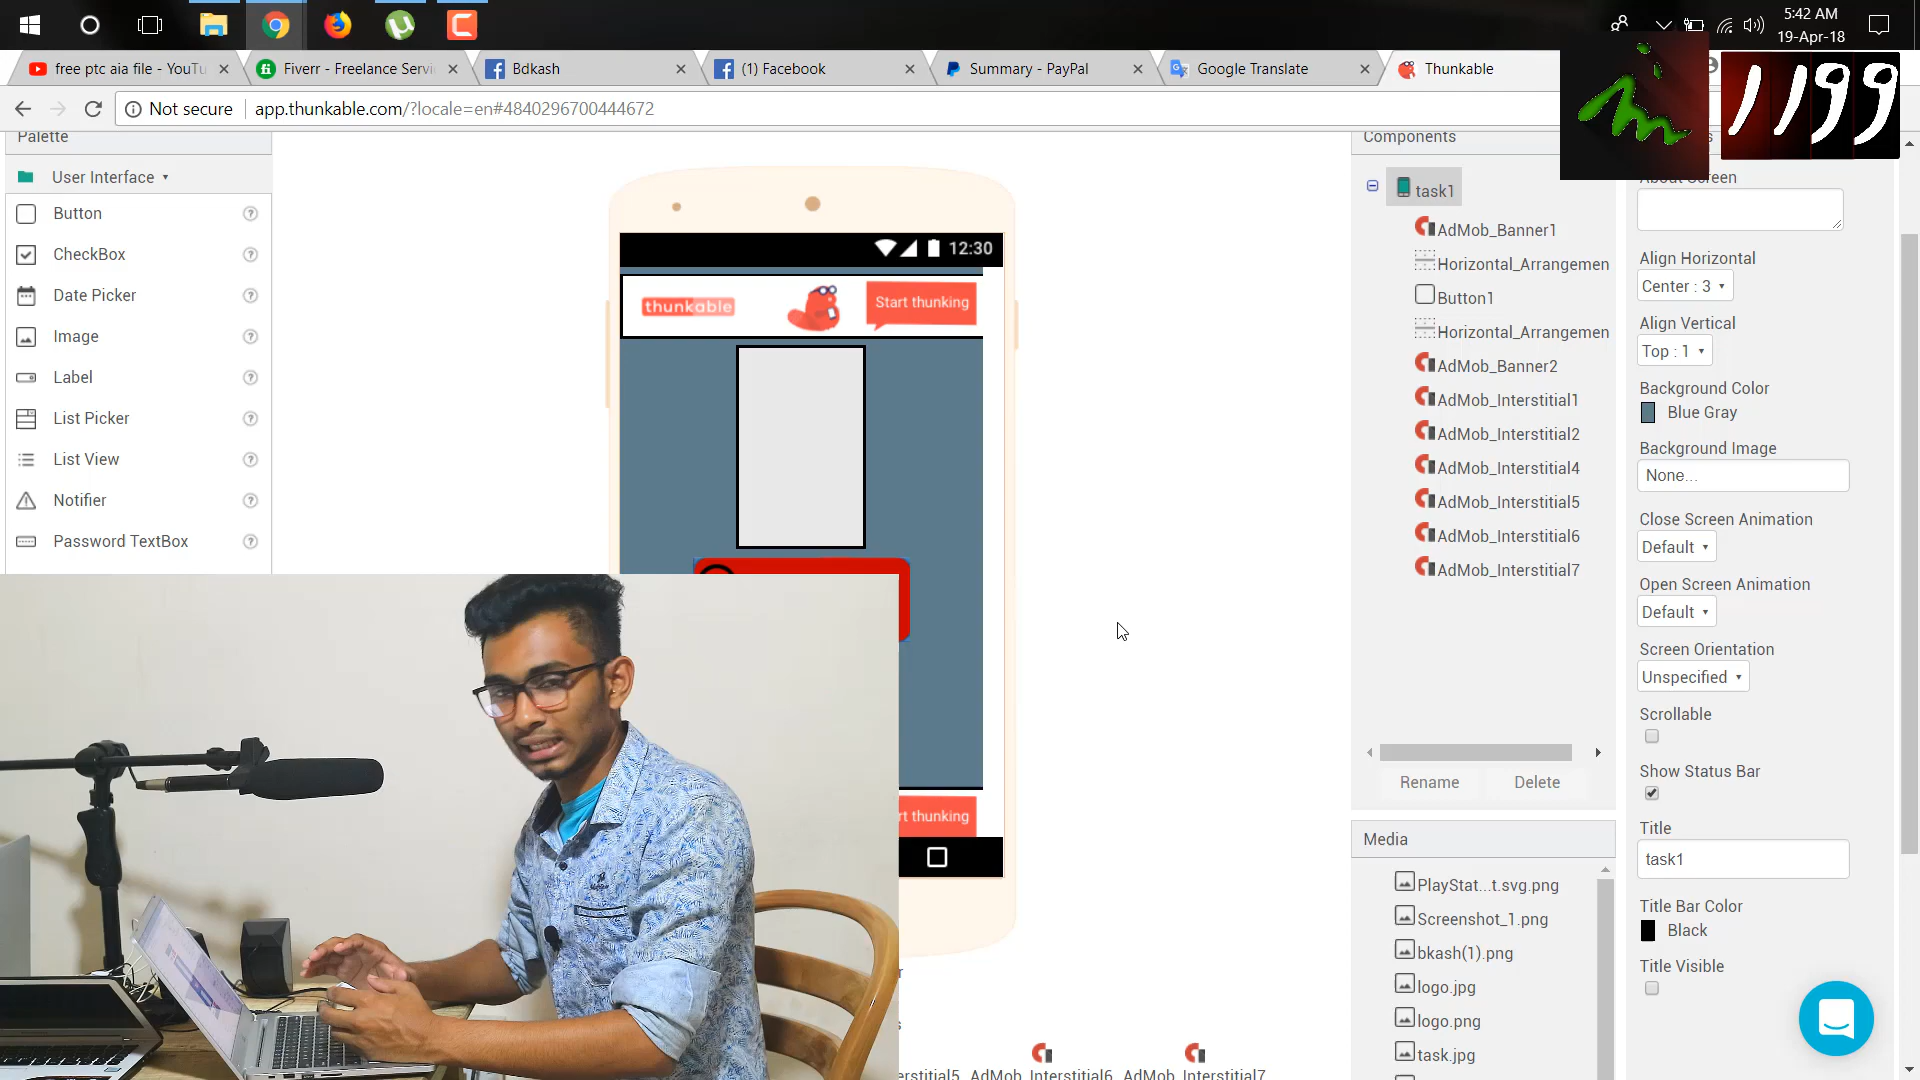 5:42 AM
19-Apr-18
free ptc aia file - YouTu
Fiverr - Freelance Servi
Bdkash
(1) Facebook
Summary - PayPal
Google Translate
Thunkable
1199
Not secure
app.thunkable.com/?locale=en#4840296700444672
Palette
User Interface
Button
CheckBox
Date Picker
Image
Label
List Picker
List View
Notifier
Password TextBox
12:30
thunkable
Start thunking
rt thunking
erstitial5
AdMob_Interstitial6
AdMob_Interstitial7
Components
task1
AdMob_Banner1
Horizontal_Arrangemen
Button1
Horizontal_Arrangemen
AdMob_Banner2
AdMob_Interstitial1
AdMob_Interstitial2
AdMob_Interstitial4
AdMob_Interstitial5
AdMob_Interstitial6
AdMob_Interstitial7
Rename
Delete
Media
PlayStat...t.svg.png
Screenshot_1.png
bkash(1).png
logo.jpg
logo.png
task.jpg
About Screen
Align Horizontal
Center : 3
Align Vertical
Top : 1
Background Color
Blue Gray
Background Image
None...
Close Screen Animation
Default
Open Screen Animation
Default
Screen Orientation
Unspecified
Scrollable
Show Status Bar
Title
task1
Title Bar Color
Black
Title Visible